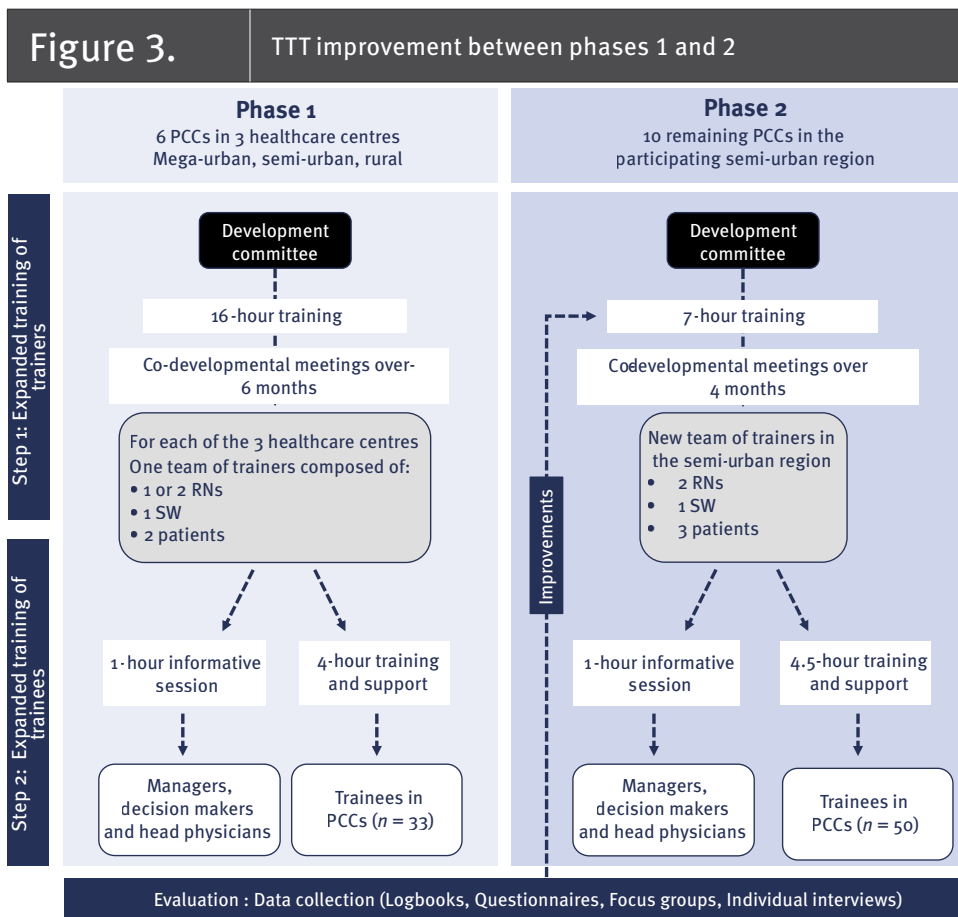 Figure 3.
TTT improvement between phases 1 and 2
Phase 1
6 PCCs in 3 healthcare centres
Mega-urban, semi-urban, rural
Phase 2
10 remaining PCCs in the
participating semi-urban region
Step 1: Expanded training of
trainers
Development
committee
16-hour training
Co-developmental meetings over-
6 months
For each of the 3 healthcare centres
One team of trainers composed of:
• 1 or 2 RNs
• 1 SW
• 2 patients
Development
committee
7-hour training
Co-developmental meetings over
4 months
New team of trainers in
the semi-urban region
• 2 RNs
• 1 SW
• 3 patients
Improvements
Step 2: Expanded training of
trainees
1-hour informative
session
4-hour training
and support
Managers,
decision makers
and head physicians
Trainees in
PCCs (n = 33)
1-hour informative
session
4.5-hour training
and support
Managers,
decision makers
and head physicians
Trainees in
PCCs (n = 50)
Evaluation : Data collection (Logbooks, Questionnaires, Focus groups, Individual interviews)